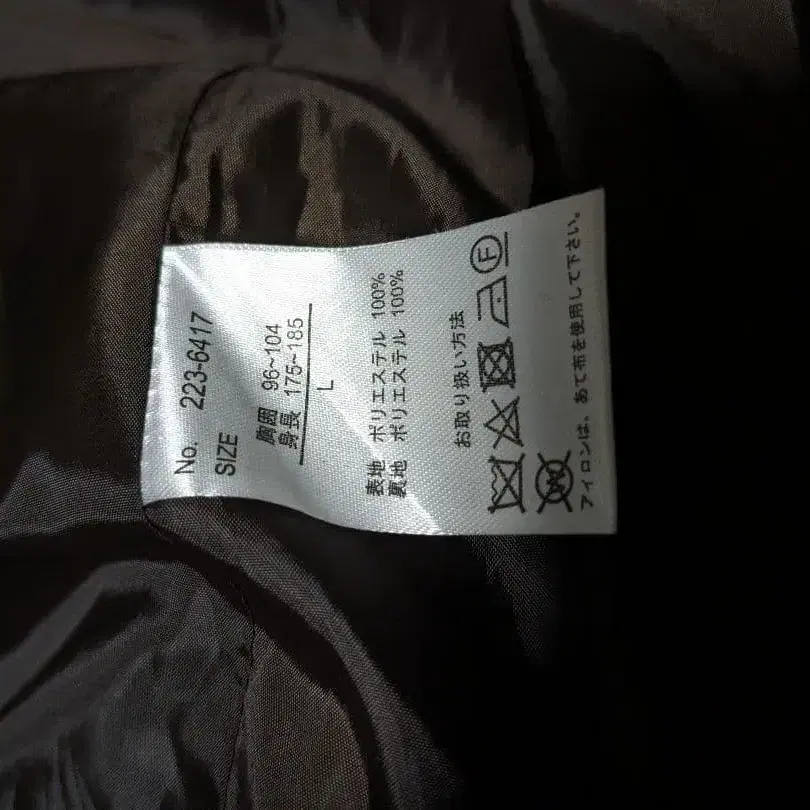 No. 223-6417
SIZE
胸囲 96~104
身長 175~185
L
表地 ポリエステル 100%
裏地 ポリエステル 100%
お取り扱い方法
F
W
アイロンは、あて布を使用して下さい。